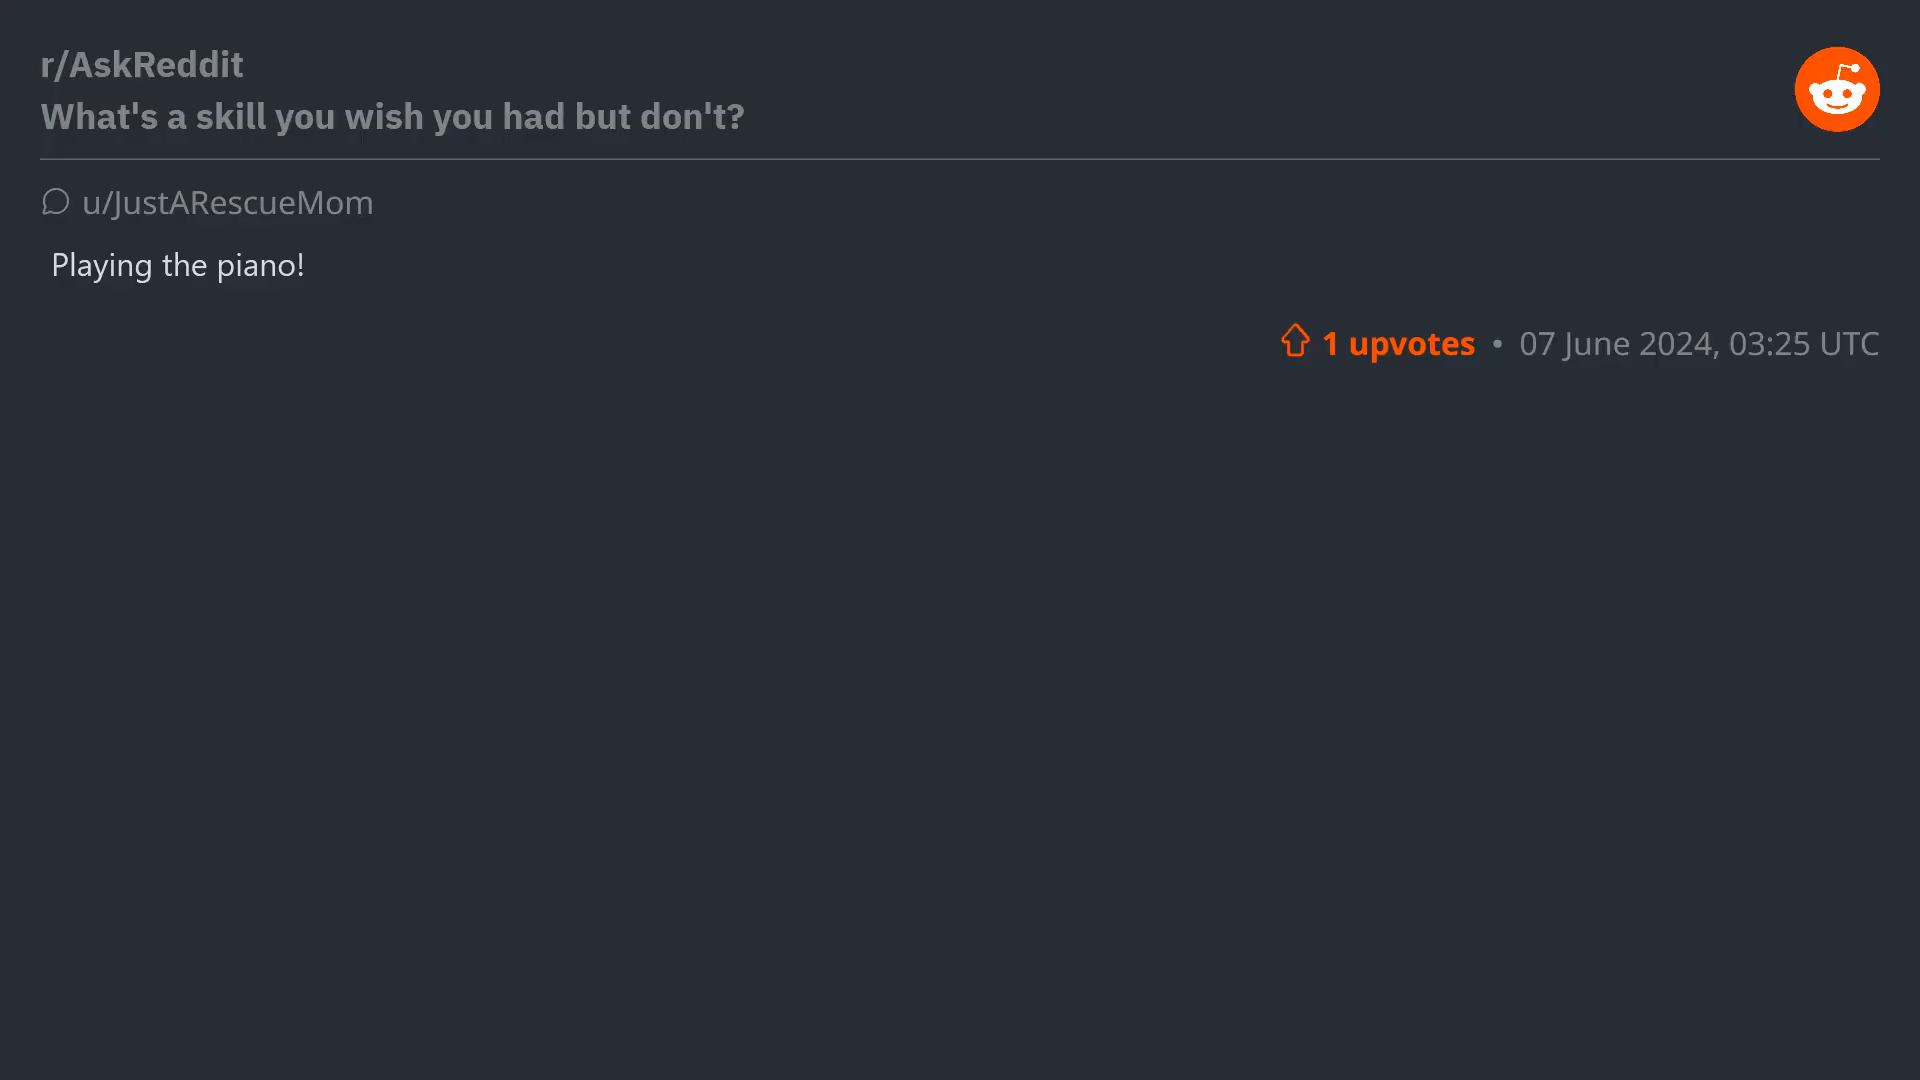 r/AskReddit
What's a skill you wish you had but don't?
u/JustARescueMom
Playing the piano!
1 upvotes • 07 June 2024, 03:25 UTC